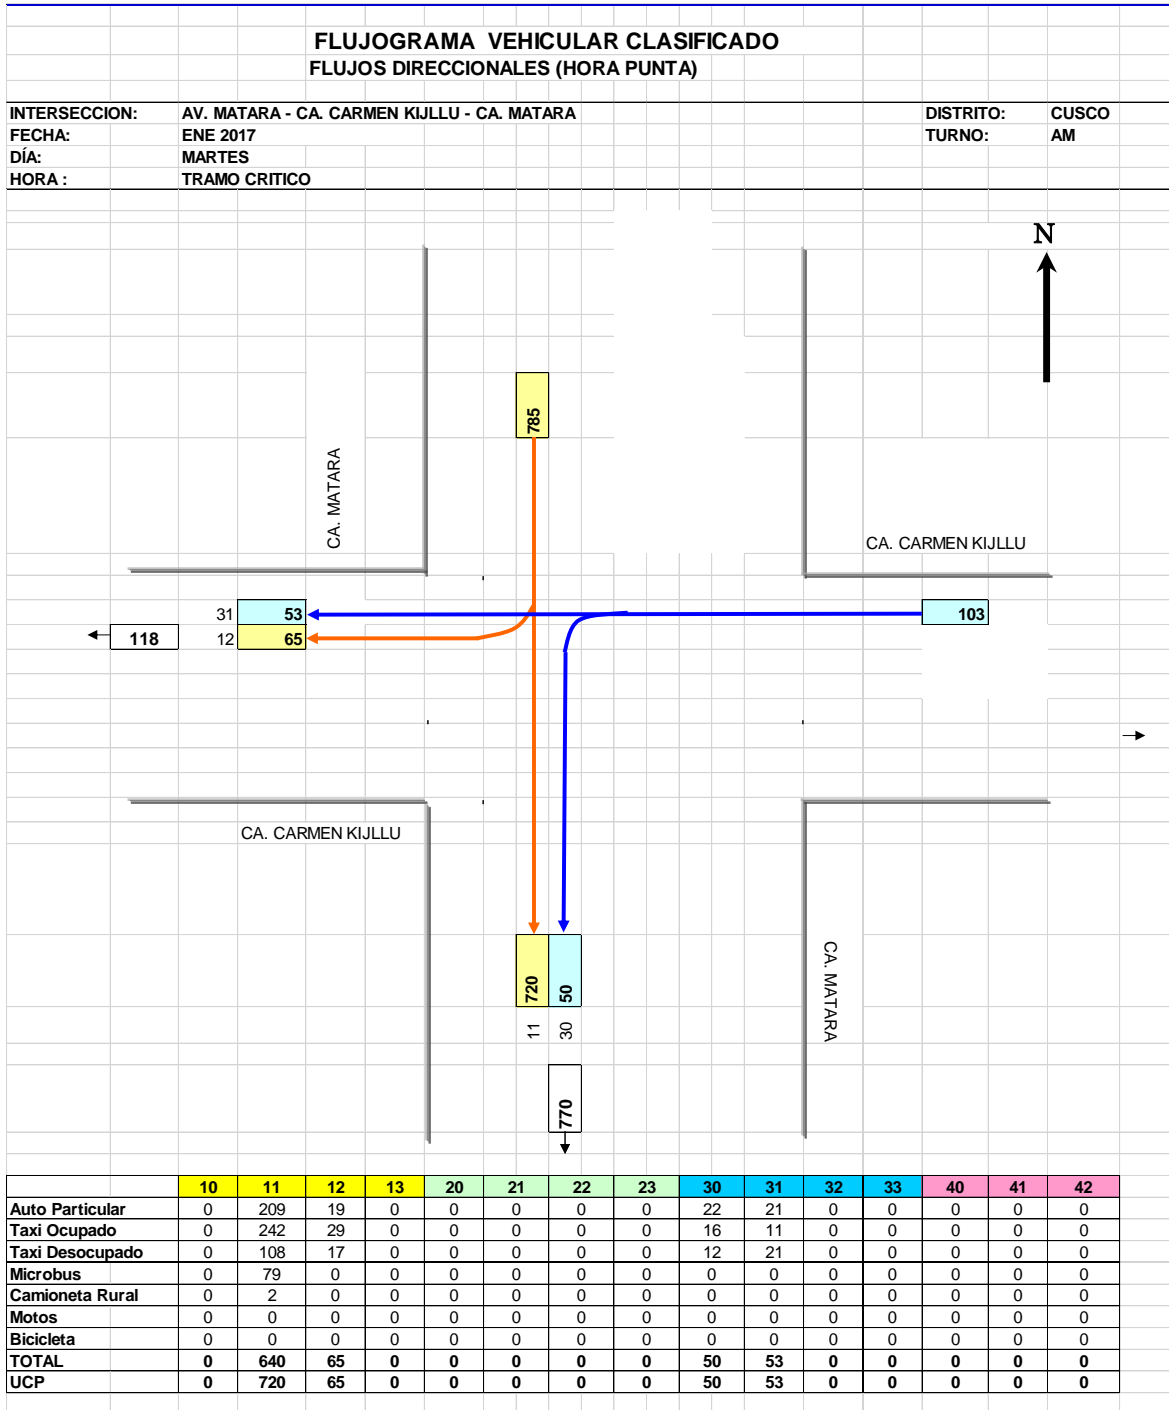 FLUJOGRAMA VEHICULAR CLASIFICADO
FLUJOS DIRECCIONALES (HORA PUNTA)
INTERSECCION: AV. MATARA - CA. CARMEN KIJLLU - CA. MATARA DISTRITO: CUSCO
FECHA: ENE 2017 TURNO: AM
DÍA: MARTES
HORA : TRAMO CRITICO
N
785
CA. MATARA
CA. CARMEN KIJLLU
31 53 103
118 12 65
CA. CARMEN KIJLLU
CA. MATARA
720 50
11 30
770
10 11 12 13 20 21 22 23 30 31 32 33 40 41 42
Auto Particular 0 209 19 0 0 0 0 0 22 21 0 0 0 0 0
Taxi Ocupado 0 242 29 0 0 0 0 0 16 11 0 0 0 0 0
Taxi Desocupado 0 108 17 0 0 0 0 0 12 21 0 0 0 0 0
Microbus 0 79 0 0 0 0 0 0 0 0 0 0 0 0 0
Camioneta Rural 0 2 0 0 0 0 0 0 0 0 0 0 0 0 0
Motos 0 0 0 0 0 0 0 0 0 0 0 0 0 0 0
Bicicleta 0 0 0 0 0 0 0 0 0 0 0 0 0 0 0
TOTAL 0 640 65 0 0 0 0 0 50 53 0 0 0 0 0
UCP 0 720 65 0 0 0 0 0 50 53 0 0 0 0 0